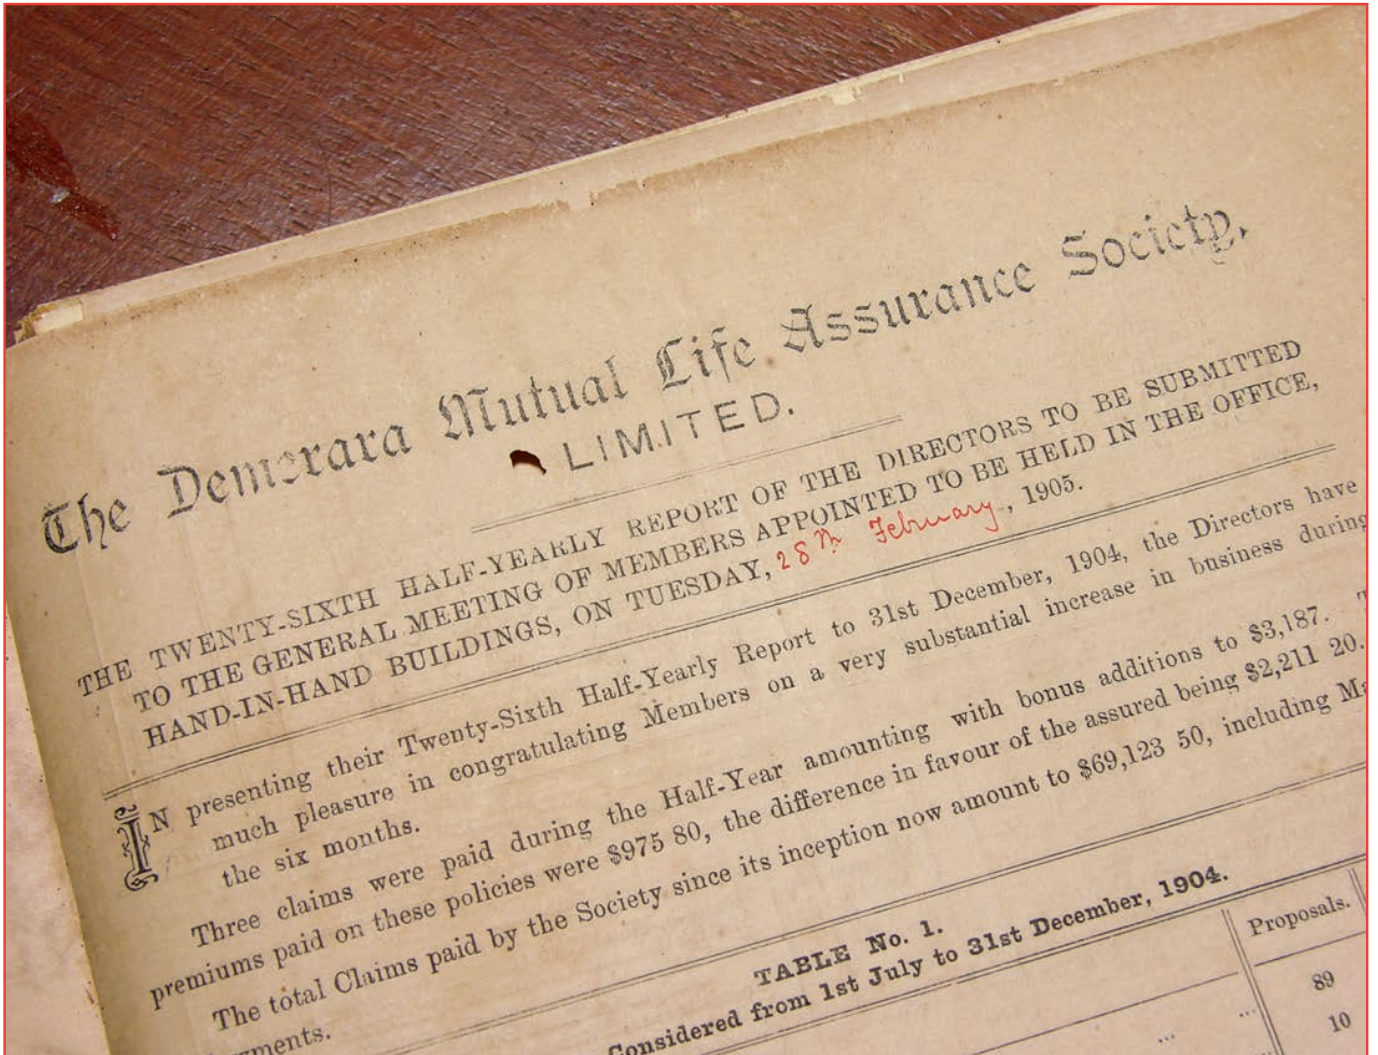 The Demerara Mutual Life Assurance Society,
LIMITED.
THE TWENTY-SIXTH HALF-YEARLY REPORT OF THE DIRECTORS TO BE SUBMITTED
TO THE GENERAL MEETING OF MEMBERS APPOINTED TO BE HELD IN THE OFFICE,
HAND-IN-HAND BUILDINGS, ON TUESDAY, 28th February, 1905.
IN presenting their Twenty-Sixth Half-Yearly Report to 31st December, 1904, the Directors have
much pleasure in congratulating Members on a very substantial increase in business during
the six months.
Three claims were paid during the Half-Year amounting with bonus additions to $3,187.
premiums paid on these policies were $975 80, the difference in favour of the assured being $2,211 20.
The total Claims paid by the Society since its inception now amount to $69,123 50, including
TABLE No. 1.
Considered from 1st July to 31st December, 1904.
Proposals.
... 89
... 10